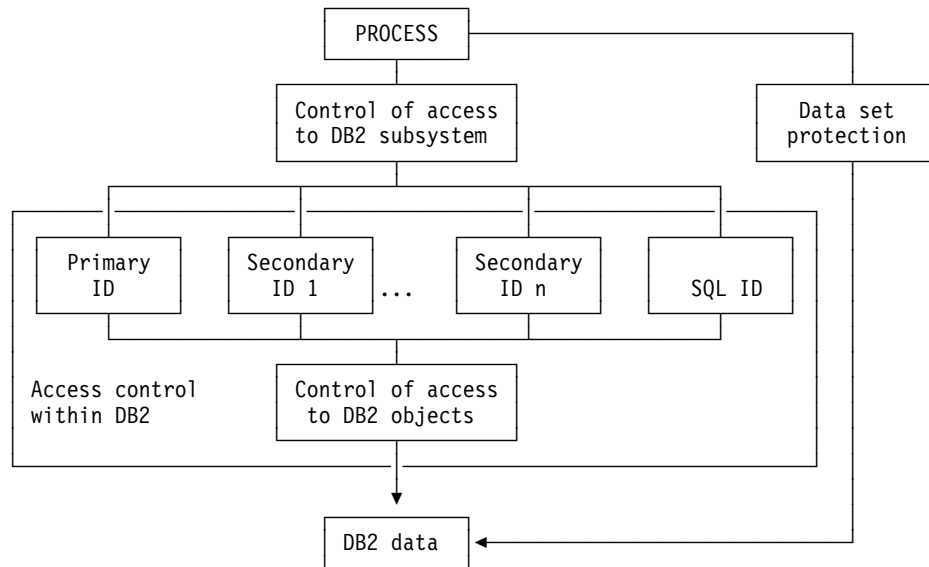 PROCESS
Control of access
to DB2 subsystem
Data set
protection
Primary
ID
Secondary
ID 1
...
Secondary
ID n
SQL ID
Access control
within DB2
Control of access
to DB2 objects
DB2 data